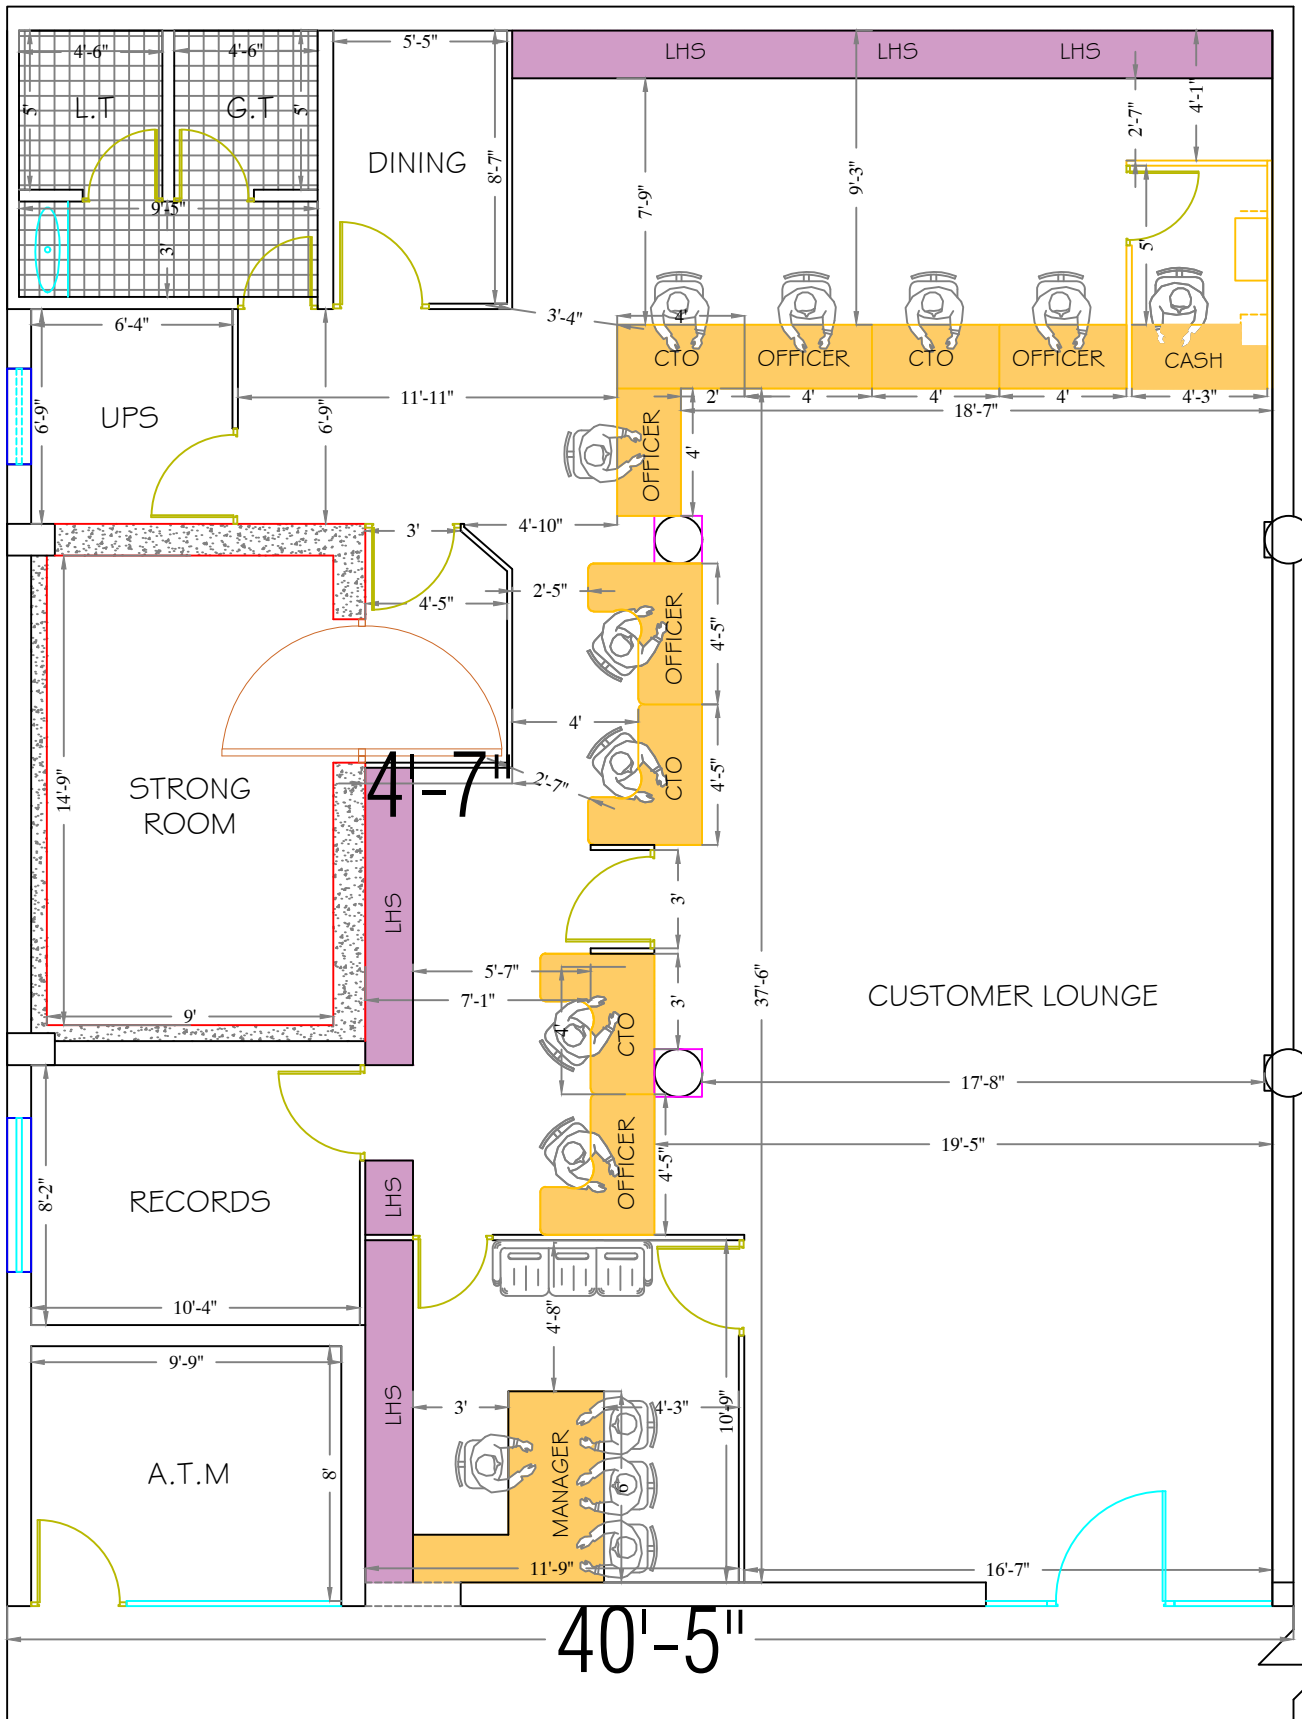 LHS
LHS
LHS
4'-6"
4'-6"
5'-5"
5'
L.T
G.T
5'
DINING
8'-7"
7'-9"
9'-3"
2'-7"
4'-1"
9'-5"
3'
5'
6'-4"
3'-4"
4'
CTO
OFFICER
CTO
OFFICER
CASH
UPS
6'-9"
6'-9"
11'-11"
2'
4'
4'
4'
4'-3"
18'-7"
OFFICER
4'
3'
4'-10"
4'-5"
2'-5"
OFFICER
4'-5"
4'
14'-9"
STRONG
ROOM
4'-7"
2'-7"
CTO
4'-5"
LHS
3'
5'-7"
7'-1"
3'
37'-6"
CUSTOMER LOUNGE
9'
4'
CTO
17'-8"
19'-5"
8'-2"
RECORDS
LHS
OFFICER
4'-5"
10'-4"
4'-8"
9'-9"
LHS
3'
4'-3"
10'-9"
A.T.M
8'
MANAGER
6'
11'-9"
16'-7"
40'-5"